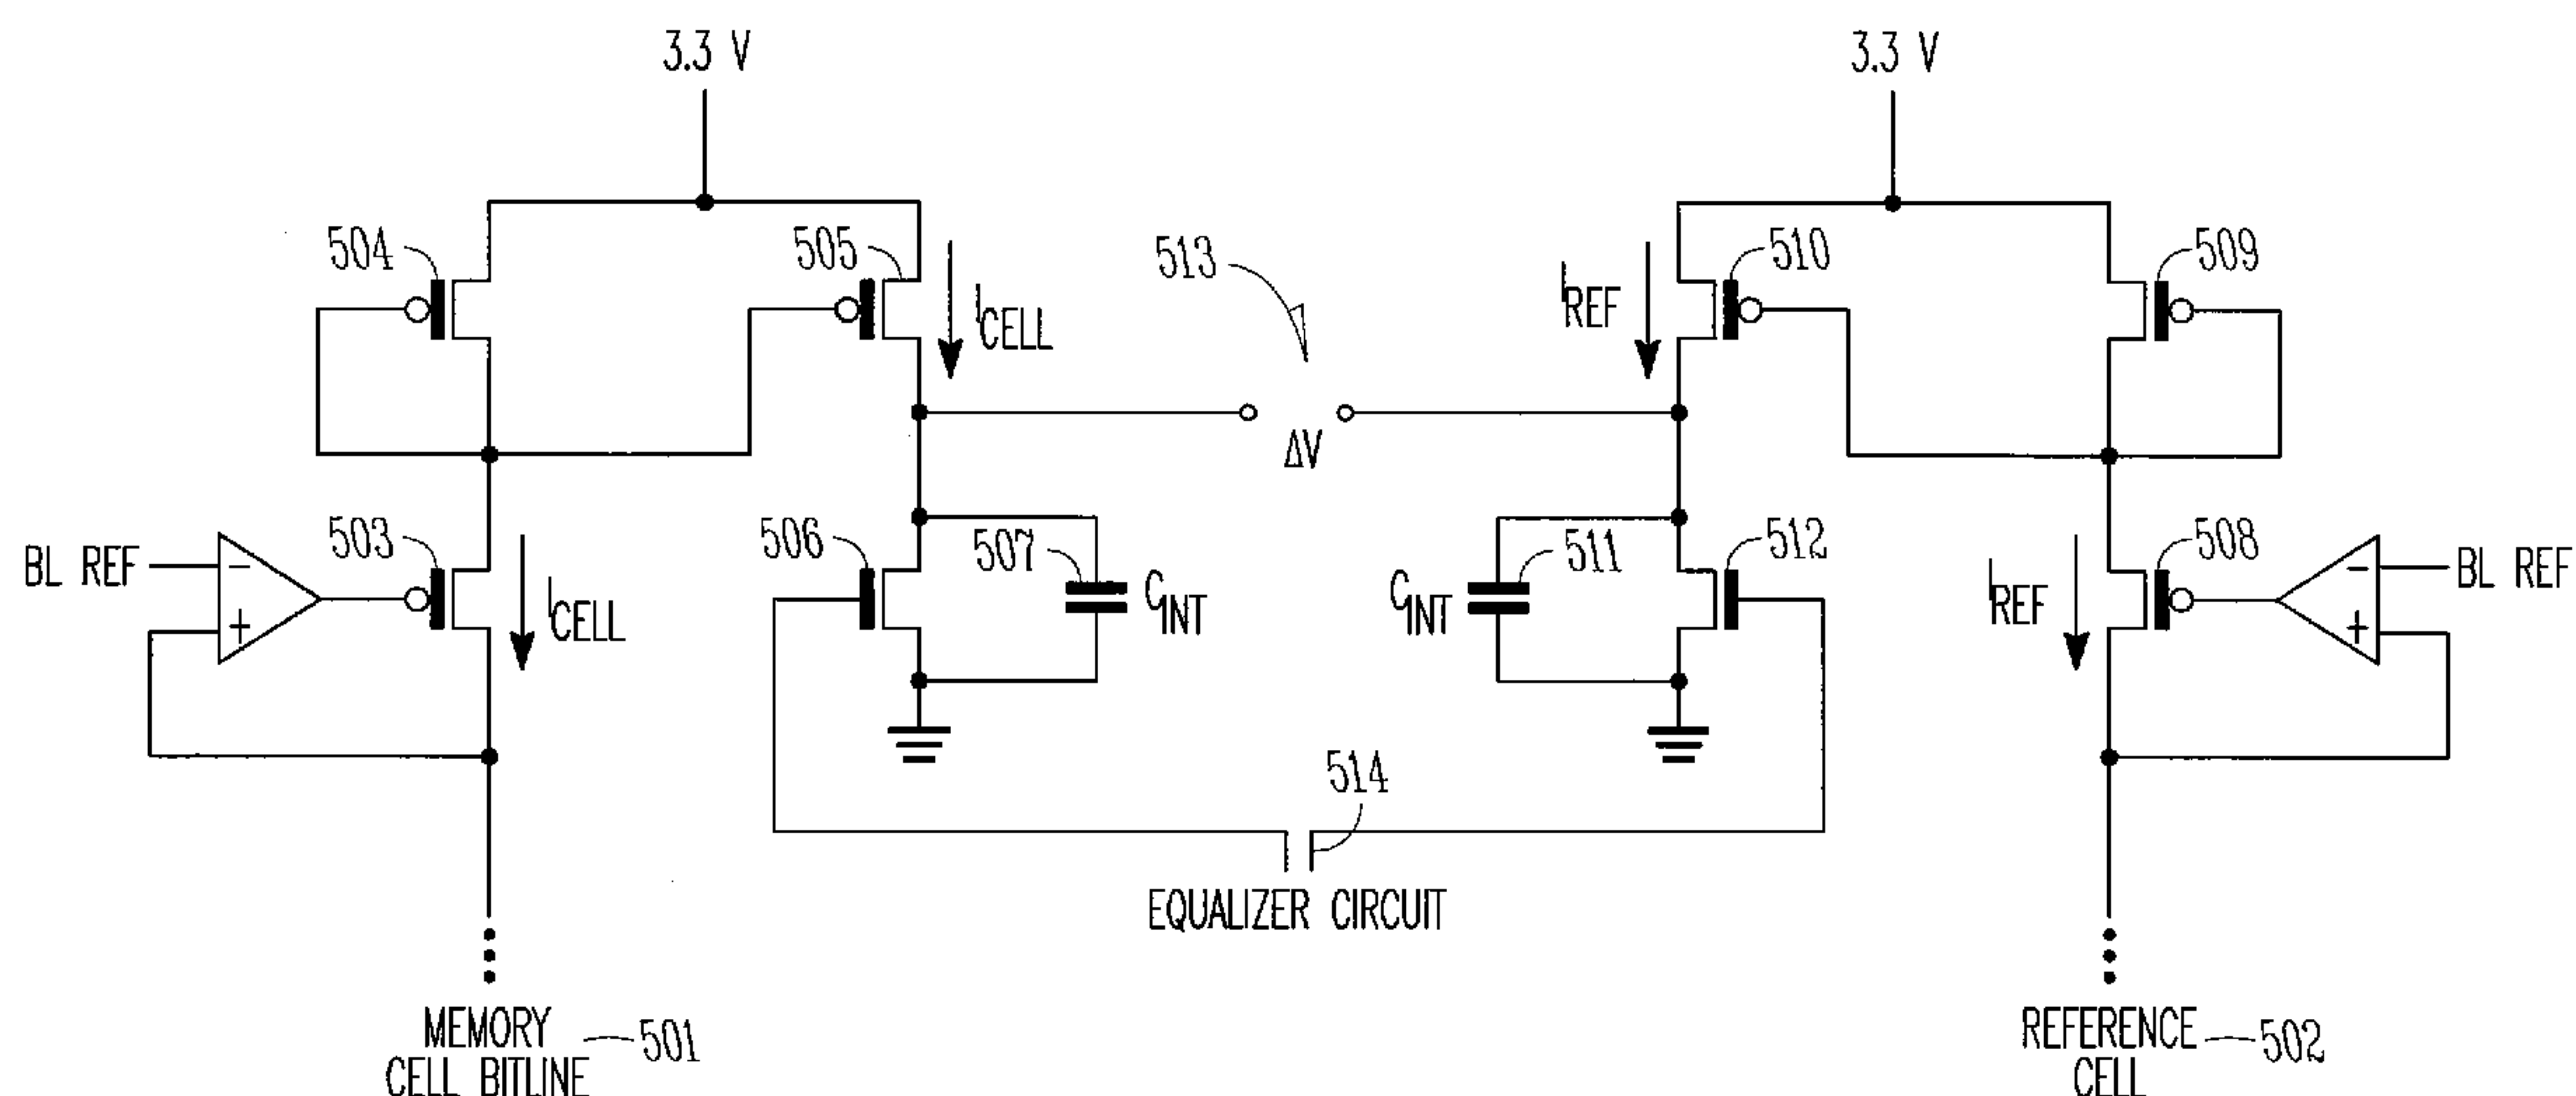 3.3 V
3.3 V
504
505
513
510
509
I CELL
I REF
ΔV
BL REF
−
+
503
I CELL
506
507
C INT
C INT
511
512
I REF
508
−
+
BL REF
514
EQUALIZER CIRCUIT
MEMORY
CELL BITLINE
501
REFERENCE
CELL
502